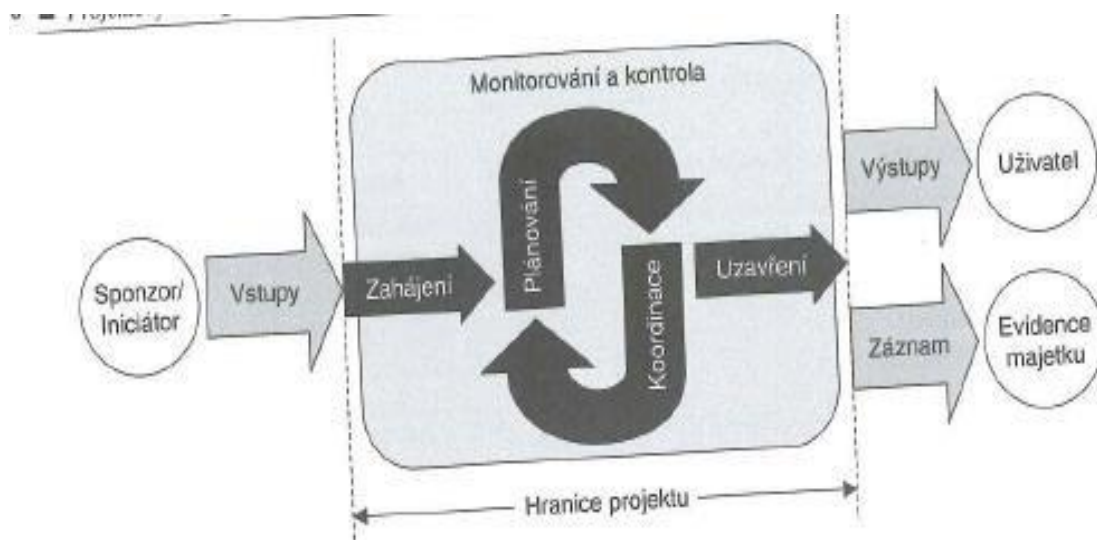 Monitorování a kontrola
Sponzor/
Iniciátor
Vstupy
Zahájení
Plánování
Koordinace
Uzavření
Výstupy
Uživatel
Záznam
Evidence
majetku
Hranice projektu